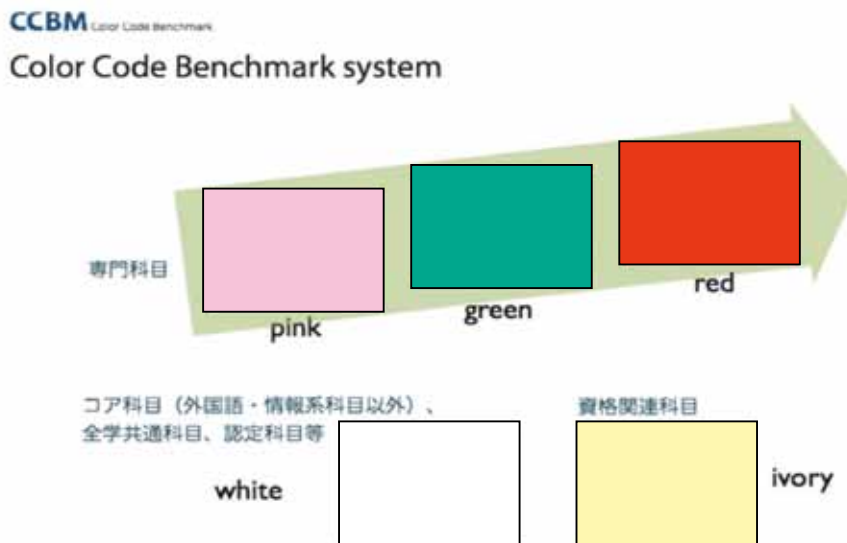 CCBM Color Code Benchmark
Color Code Benchmark system
専門科目
pink
green
red
コア科目（外国語・情報系科目以外）、
全学共通科目、認定科目等
資格関連科目
white
ivory